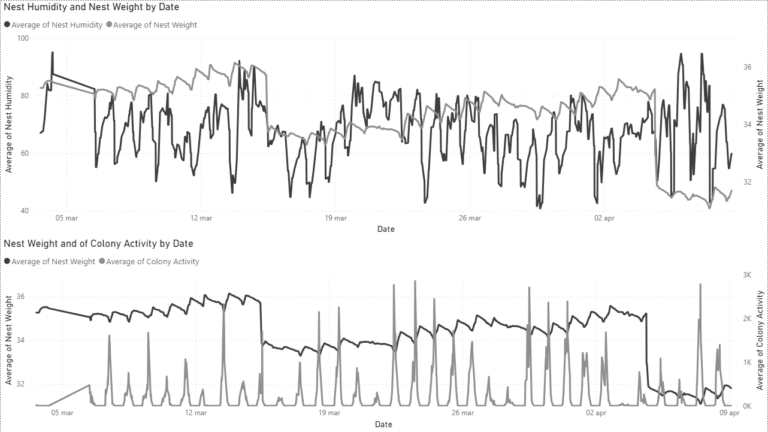 Nest Humidity and Nest Weight by Date
Average of Nest Humidity Average of Nest Weight
Average of Nest Humidity
100
80
60
40
36
34
32
Average of Nest Weight
05 mar 12 mar 19 mar 26 mar 02 apr
Date
Nest Weight and of Colony Activity by Date
Average of Nest Weight Average of Colony Activity
Average of Nest Weight
36
34
32
3K
2K
1K
0K
Average of Colony Activity
05 mar 12 mar 19 mar 26 mar 02 apr 09 apr
Date